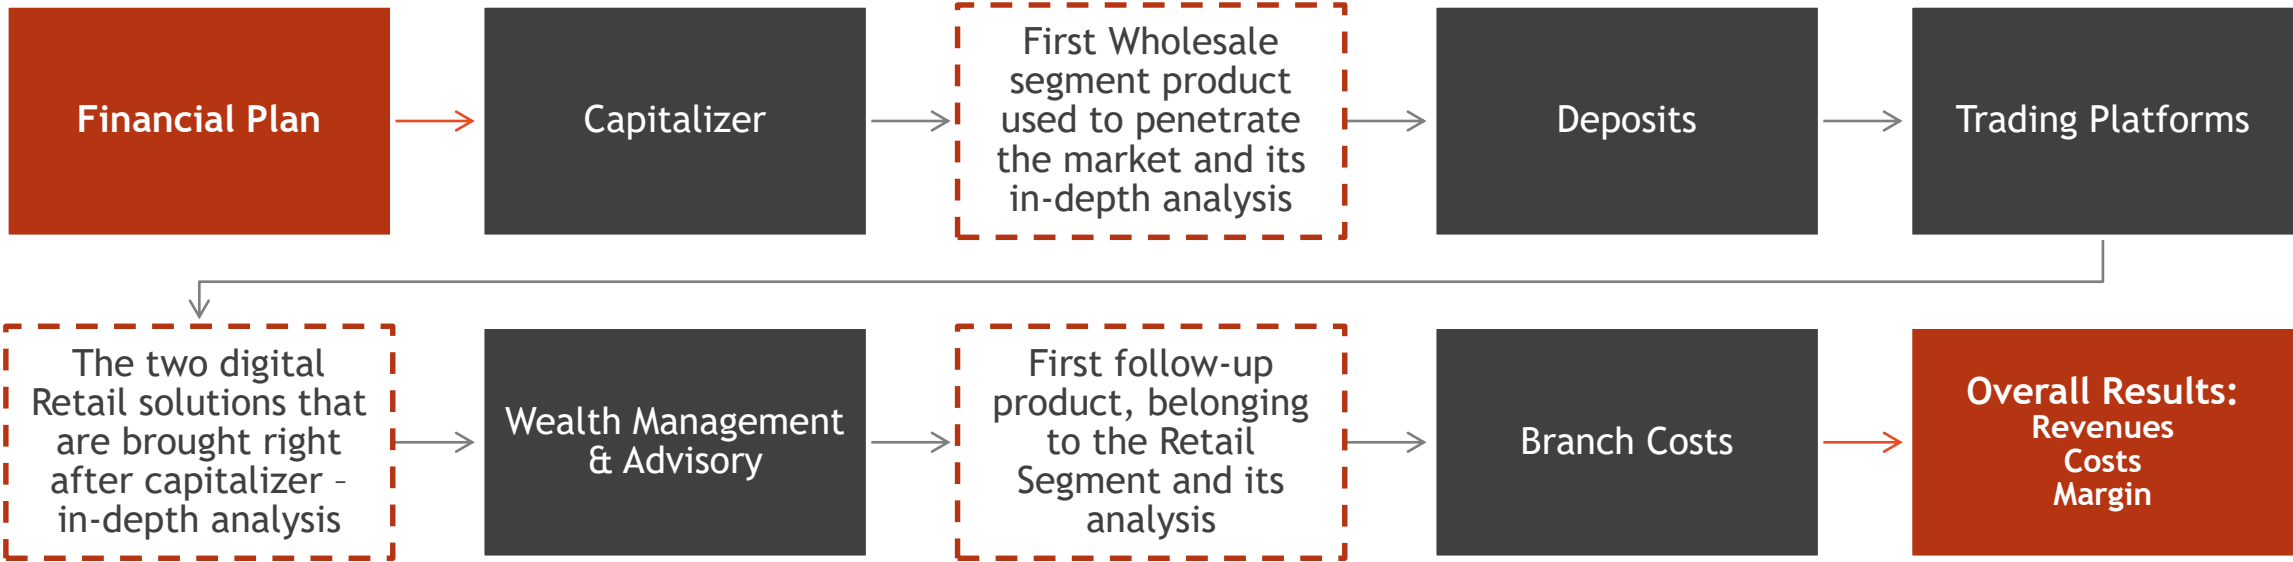 Financial Plan
Capitalizer
First Wholesale
segment product
used to penetrate
the market and its
in-depth analysis
Deposits
Trading Platforms
The two digital
Retail solutions that
are brought right
after capitalizer –
in-depth analysis
Wealth Management
& Advisory
First follow-up
product, belonging
to the Retail
Segment and its
analysis
Branch Costs
Overall Results:
Revenues
Costs
Margin